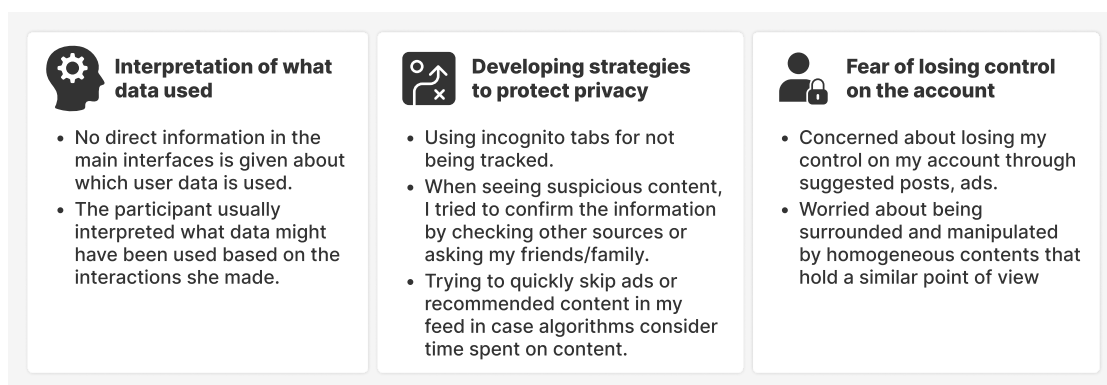 Interpretation of what
data used
• No direct information in the
main interfaces is given about
which user data is used.
• The participant usually
interpreted what data might
have been used based on the
interactions she made.
Developing strategies
to protect privacy
• Using incognito tabs for not
being tracked.
• When seeing suspicious content,
I tried to confirm the information
by checking other sources or
asking my friends/family.
• Trying to quickly skip ads or
recommended content in my
feed in case algorithms consider
time spent on content.
Fear of losing control
on the account
• Concerned about losing my
control on my account through
suggested posts, ads.
• Worried about being
surrounded and manipulated
by homogeneous contents that
hold a similar point of view